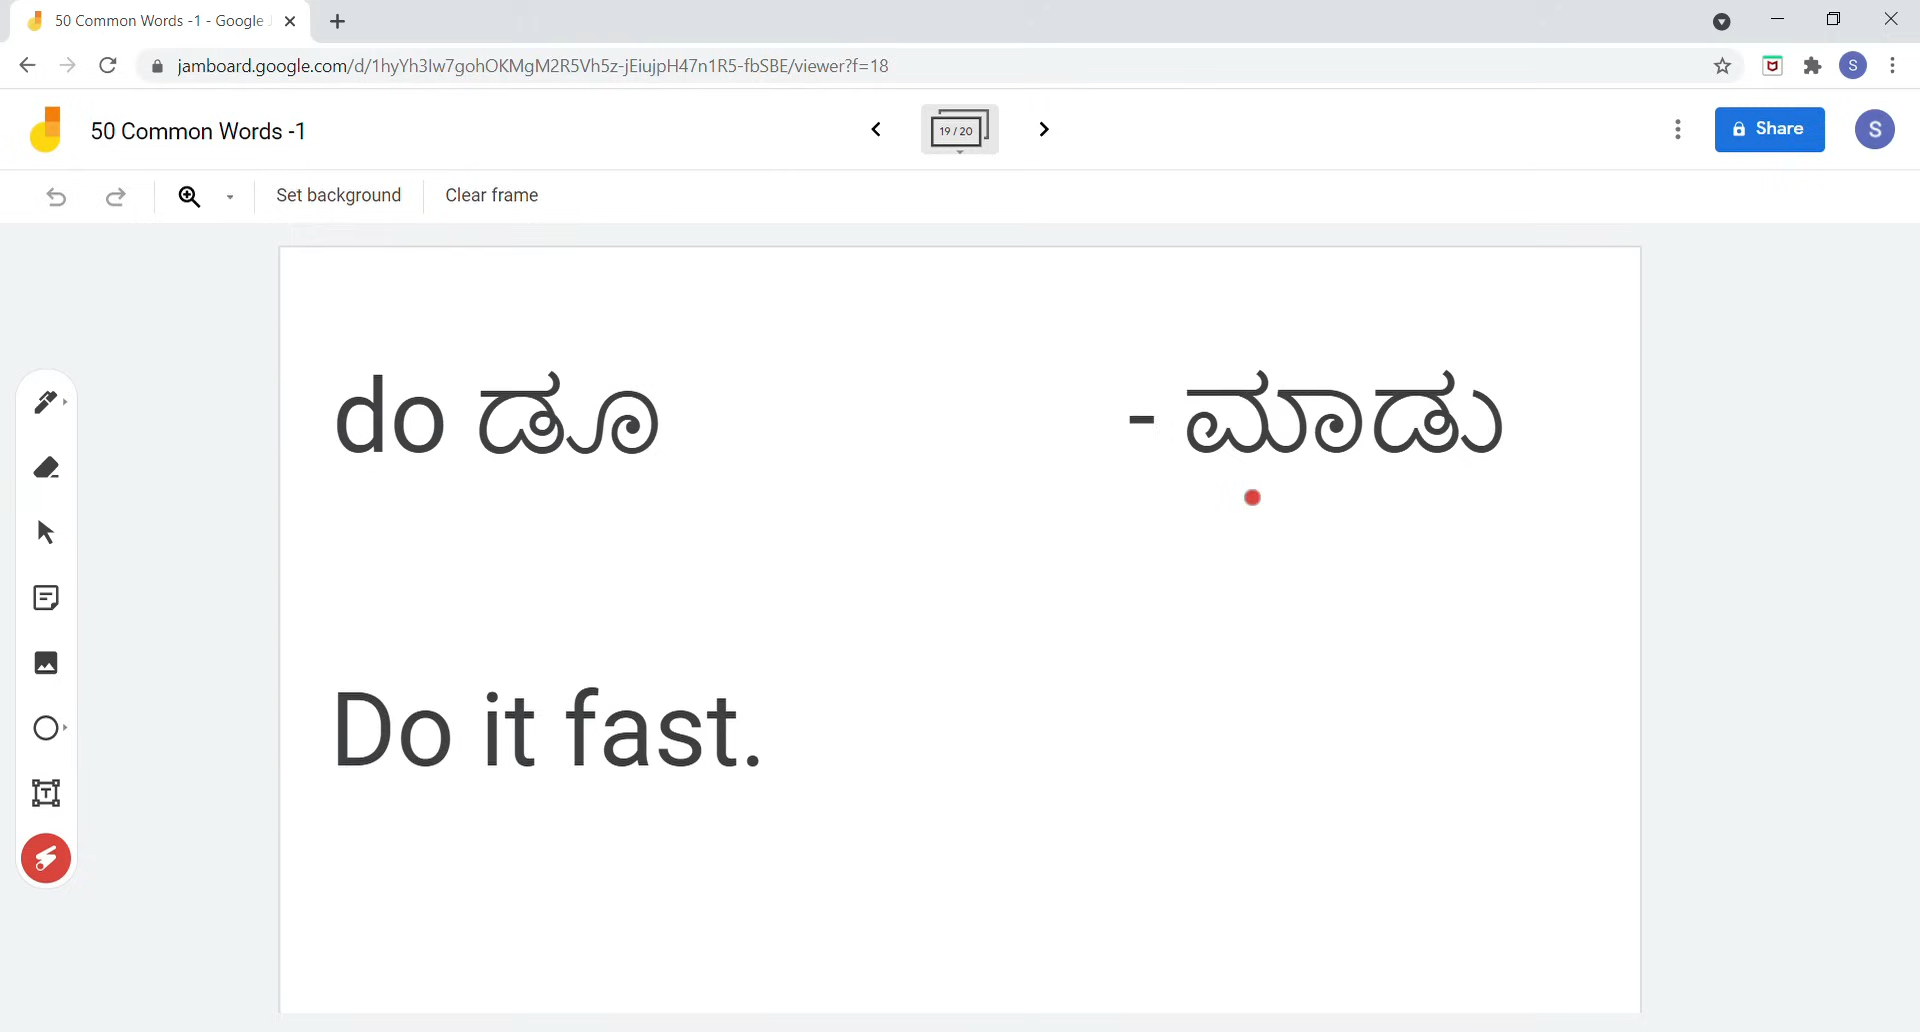 50 Common Words -1 - Google
jamboard.google.com/d/1hyYh3Iw7gohOKMgM2R5Vh5z-jEiujpH47n1R5-fbSBE/viewer?f=18
S
50 Common Words -1
19 / 20
Share
S
Set background
Clear frame
do ಡೂ - ಮಾಡು
Do it fast.